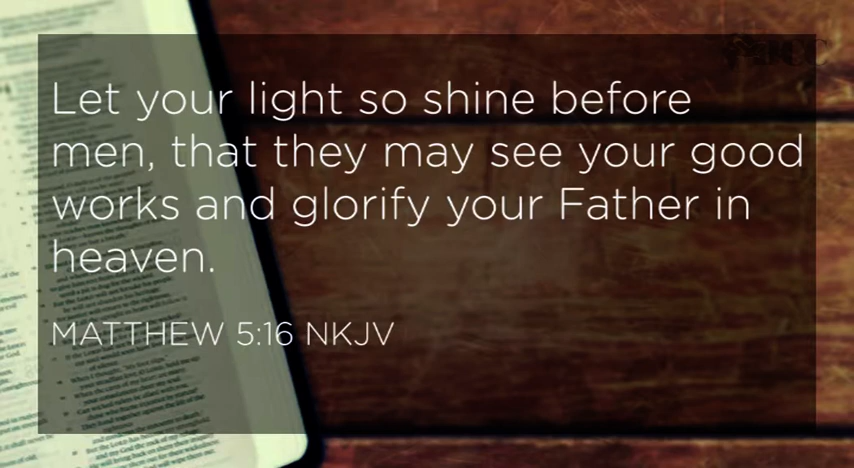 Let your light so shine before
men, that they may see your good
works and glorify your Father in
heaven.
MATTHEW 5:16 NKJV